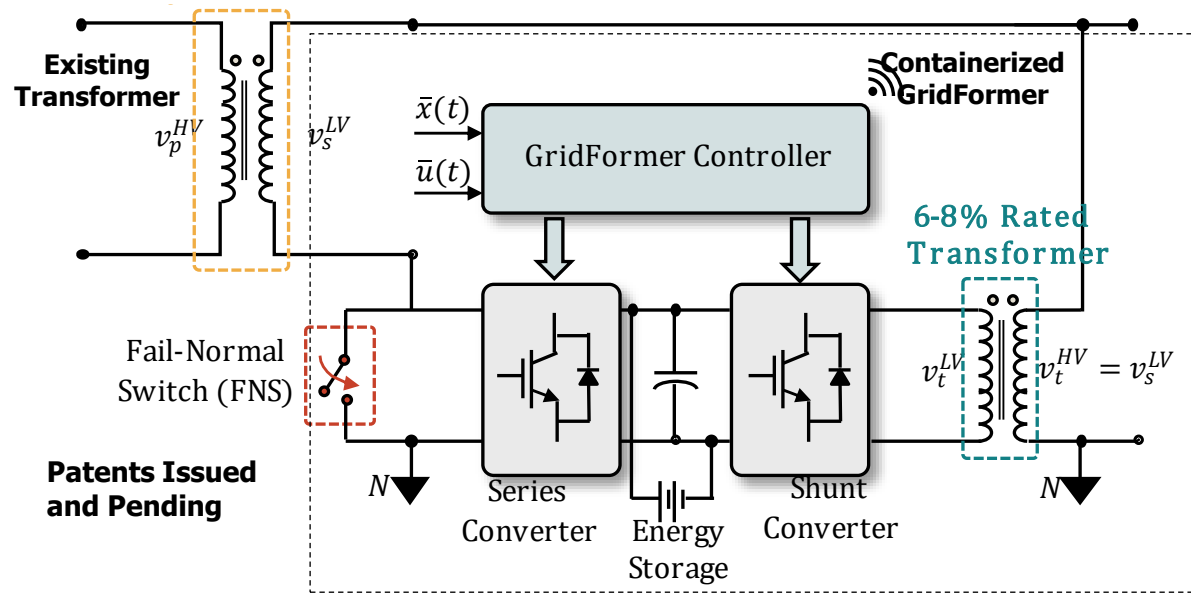 Existing
Transformer
v_p^{HV}
v_s^{LV}
x̄(t)
ū(t)
GridFormer Controller
Containerized
GridFormer
6-8% Rated
Transformer
Fail-Normal
Switch (FNS)
v_t^{LV}
v_t^{HV} = v_s^{LV}
Patents Issued
and Pending
N
Series
Converter
Energy
Storage
Shunt
Converter
N